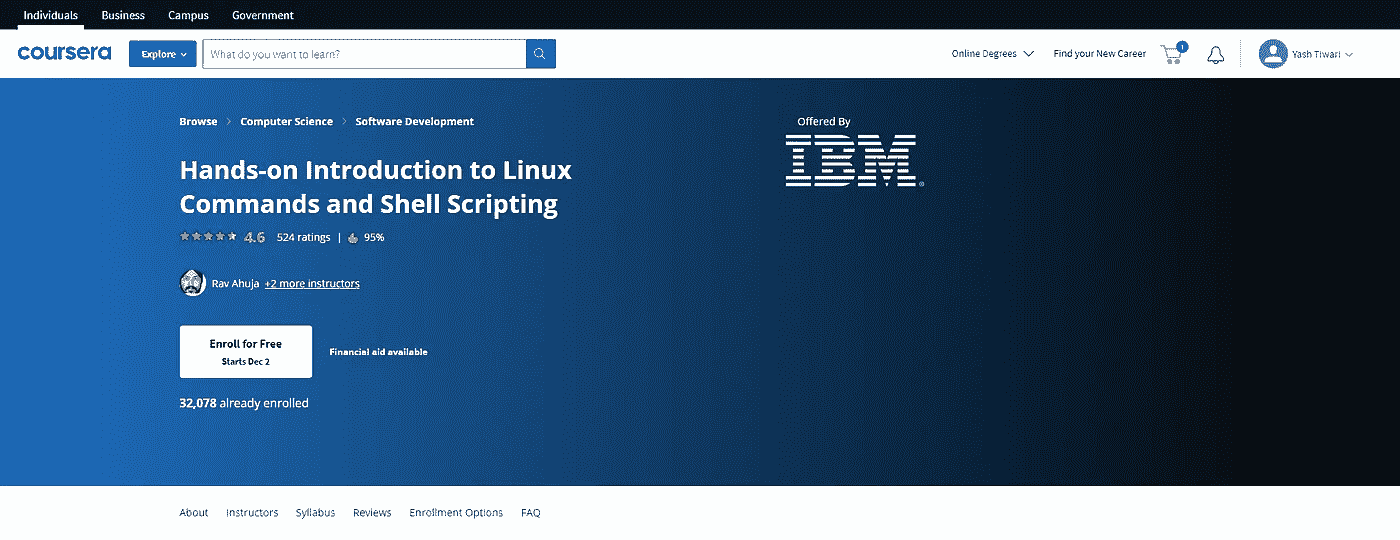 Individuals Business Campus Government
coursera Explore What do you want to learn? Online Degrees Find your New Career 1 Yash Tiwari
Browse > Computer Science > Software Development
Offered By
IBM®
Hands-on Introduction to Linux
Commands and Shell Scripting
4.6 524 ratings | 95%
Rav Ahuja +2 more instructors
Enroll for Free
Starts Dec 2
Financial aid available
32,078 already enrolled
About Instructors Syllabus Reviews Enrollment Options FAQ